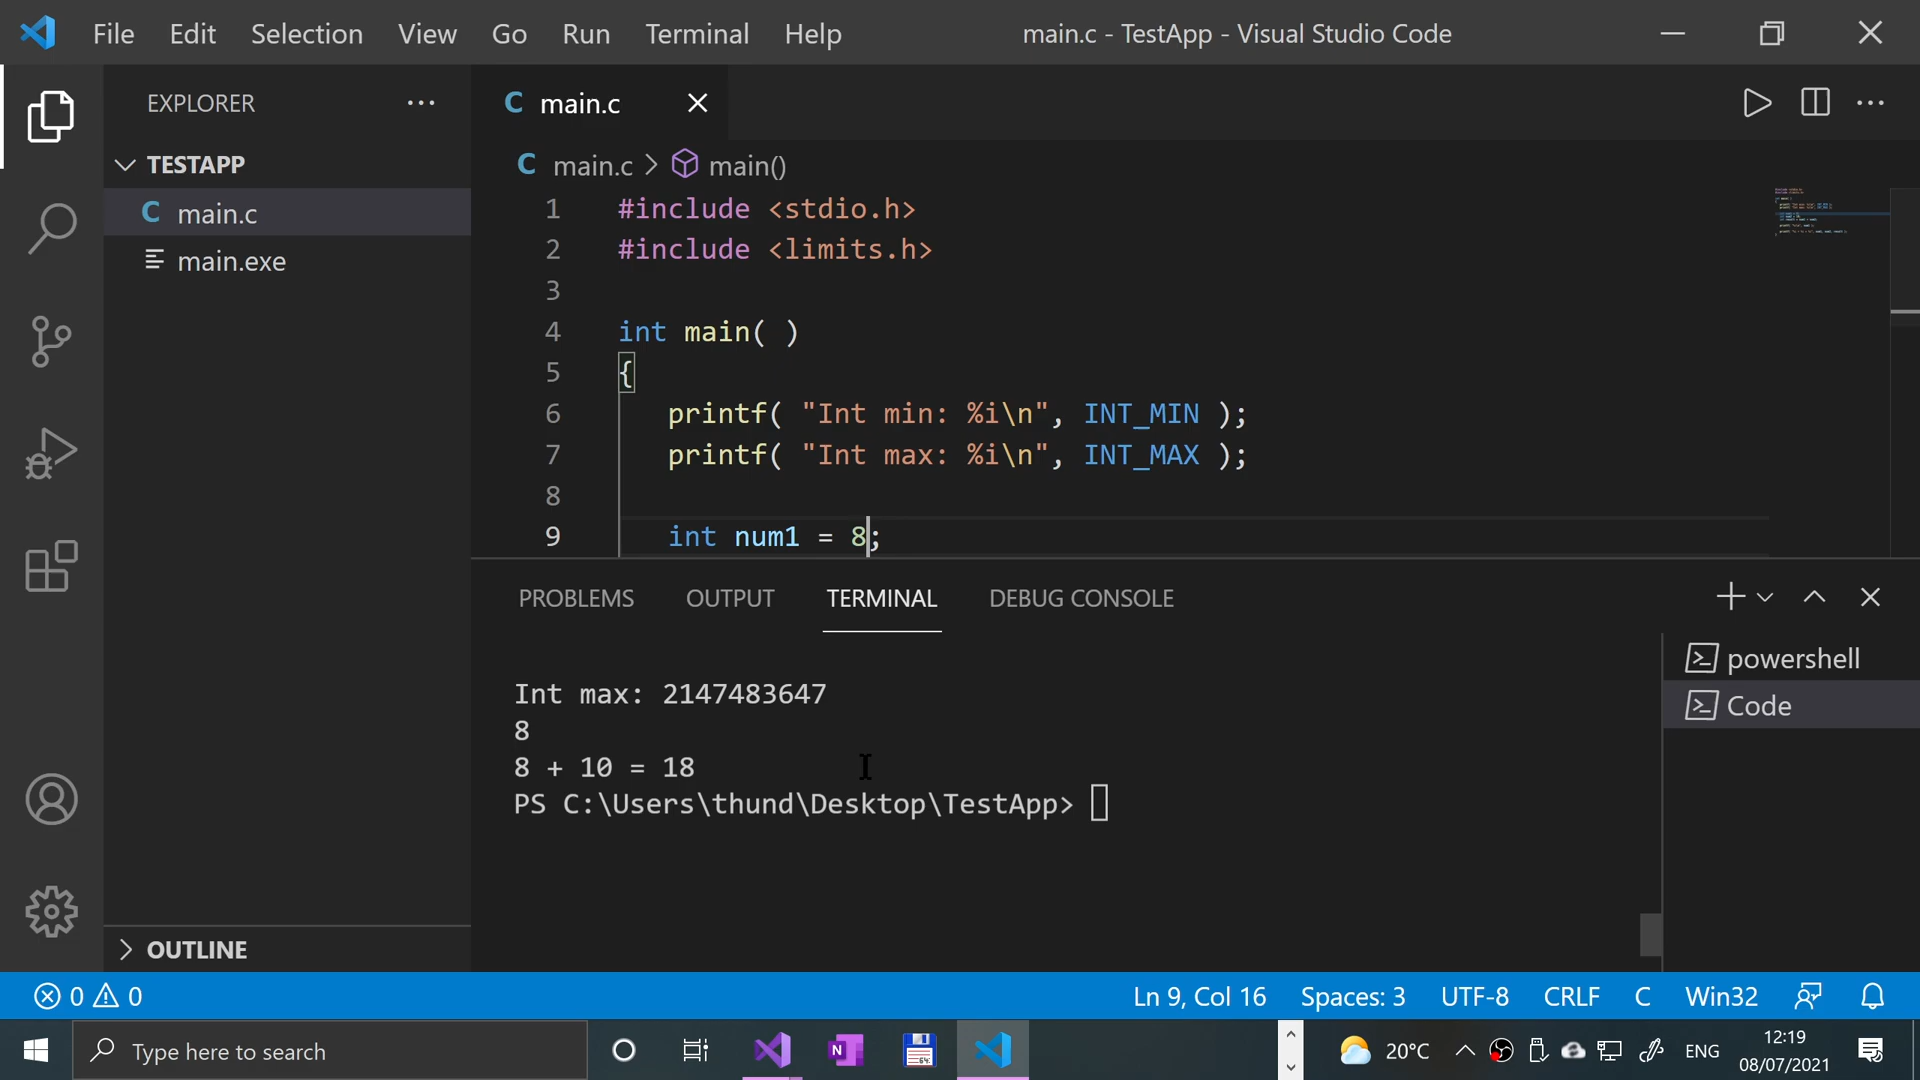 File Edit Selection View Go Run Terminal Help main.c - TestApp - Visual Studio Code
EXPLORER
C main.c
TESTAPP
C main.c
main.exe
OUTLINE
C main.c > main()
1 #include <stdio.h>
2 #include <limits.h>
3
4 int main( )
5 {
6 printf( "Int min: %i\n", INT_MIN );
7 printf( "Int max: %i\n", INT_MAX );
8
9 int num1 = 8;
PROBLEMS OUTPUT TERMINAL DEBUG CONSOLE
Int max: 2147483647
8
8 + 10 = 18
PS C:\Users\thund\Desktop\TestApp>
powershell
Code
0 0 Ln 9, Col 16 Spaces: 3 UTF-8 CRLF C Win32
Type here to search
N
64
20°C ENG
12:19
08/07/2021